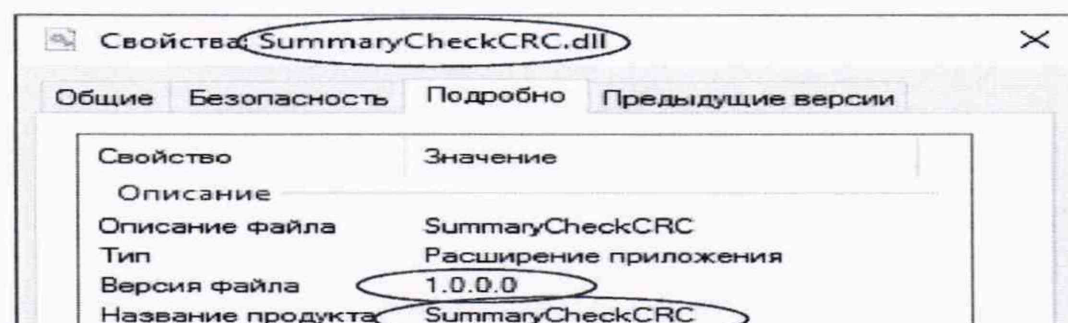 Свойства: SummaryCheckCRC.dll
Общие Безопасность Подробно Предыдущие версии
Свойство Значение
Описание
Описание файла SummaryCheckCRC
Тип Расширение приложения
Версия файла 1.0.0.0
Название продукта SummaryCheckCRC